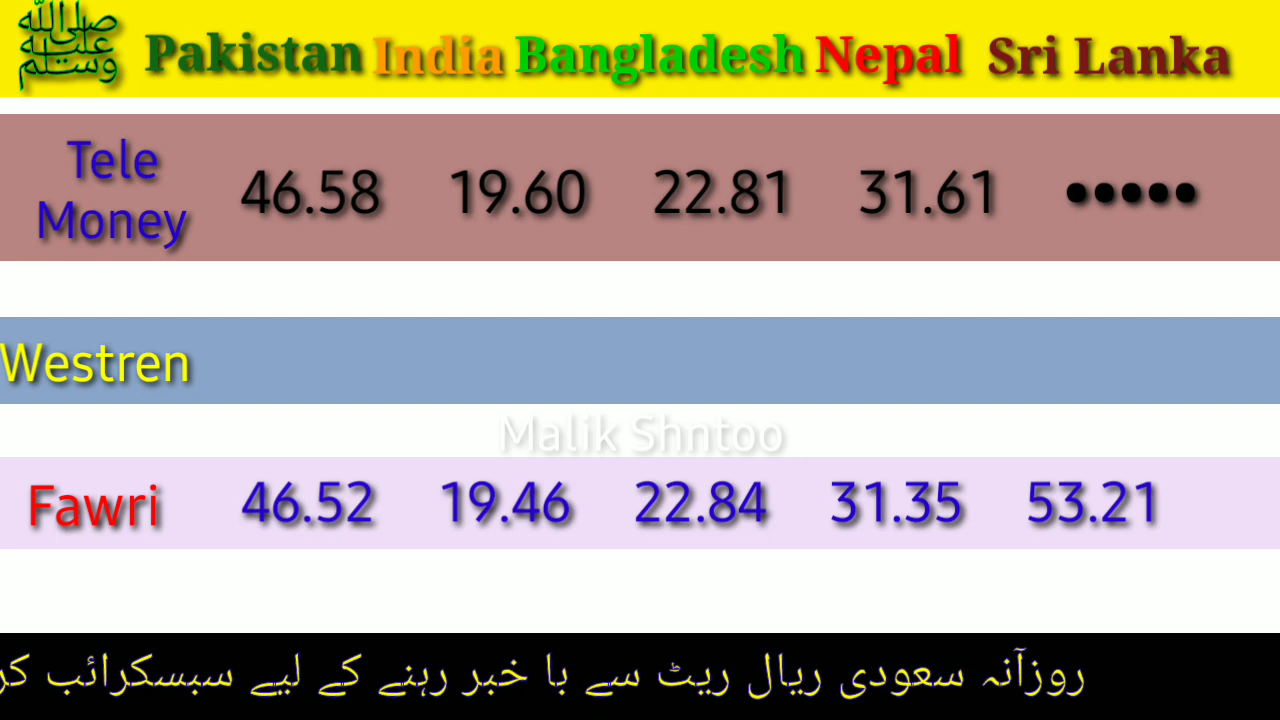 صلى الله
عليه
وسلم
Pakistan India Bangladesh Nepal Sri Lanka
Tele
Money
46.58 19.60 22.81 31.61 •••••
Westren
Malik Shntoo
Fawri 46.52 19.46 22.84 31.35 53.21
روزآنہ سعودی ریال ریٹ سے با خبر رہنے کے لیے سبسکرائب کر